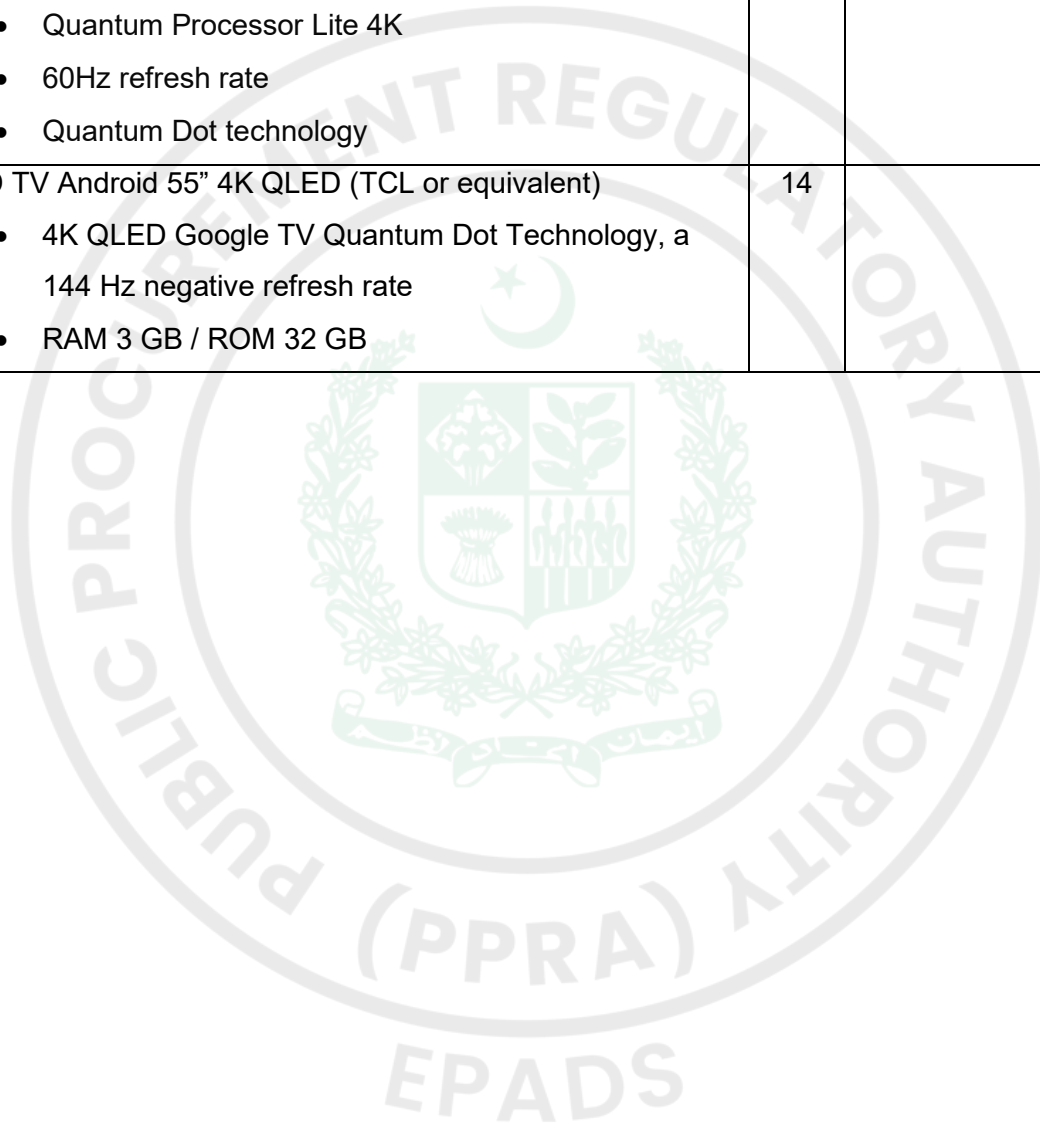 • Quantum Processor Lite 4K
• 60Hz refresh rate
• Quantum Dot technology
TV Android 55” 4K QLED (TCL or equivalent) 14
• 4K QLED Google TV Quantum Dot Technology, a
144 Hz negative refresh rate
• RAM 3 GB / ROM 32 GB
PUBLIC PROCUREMENT REGULATORY AUTHORITY
(PPRA)
EPADS